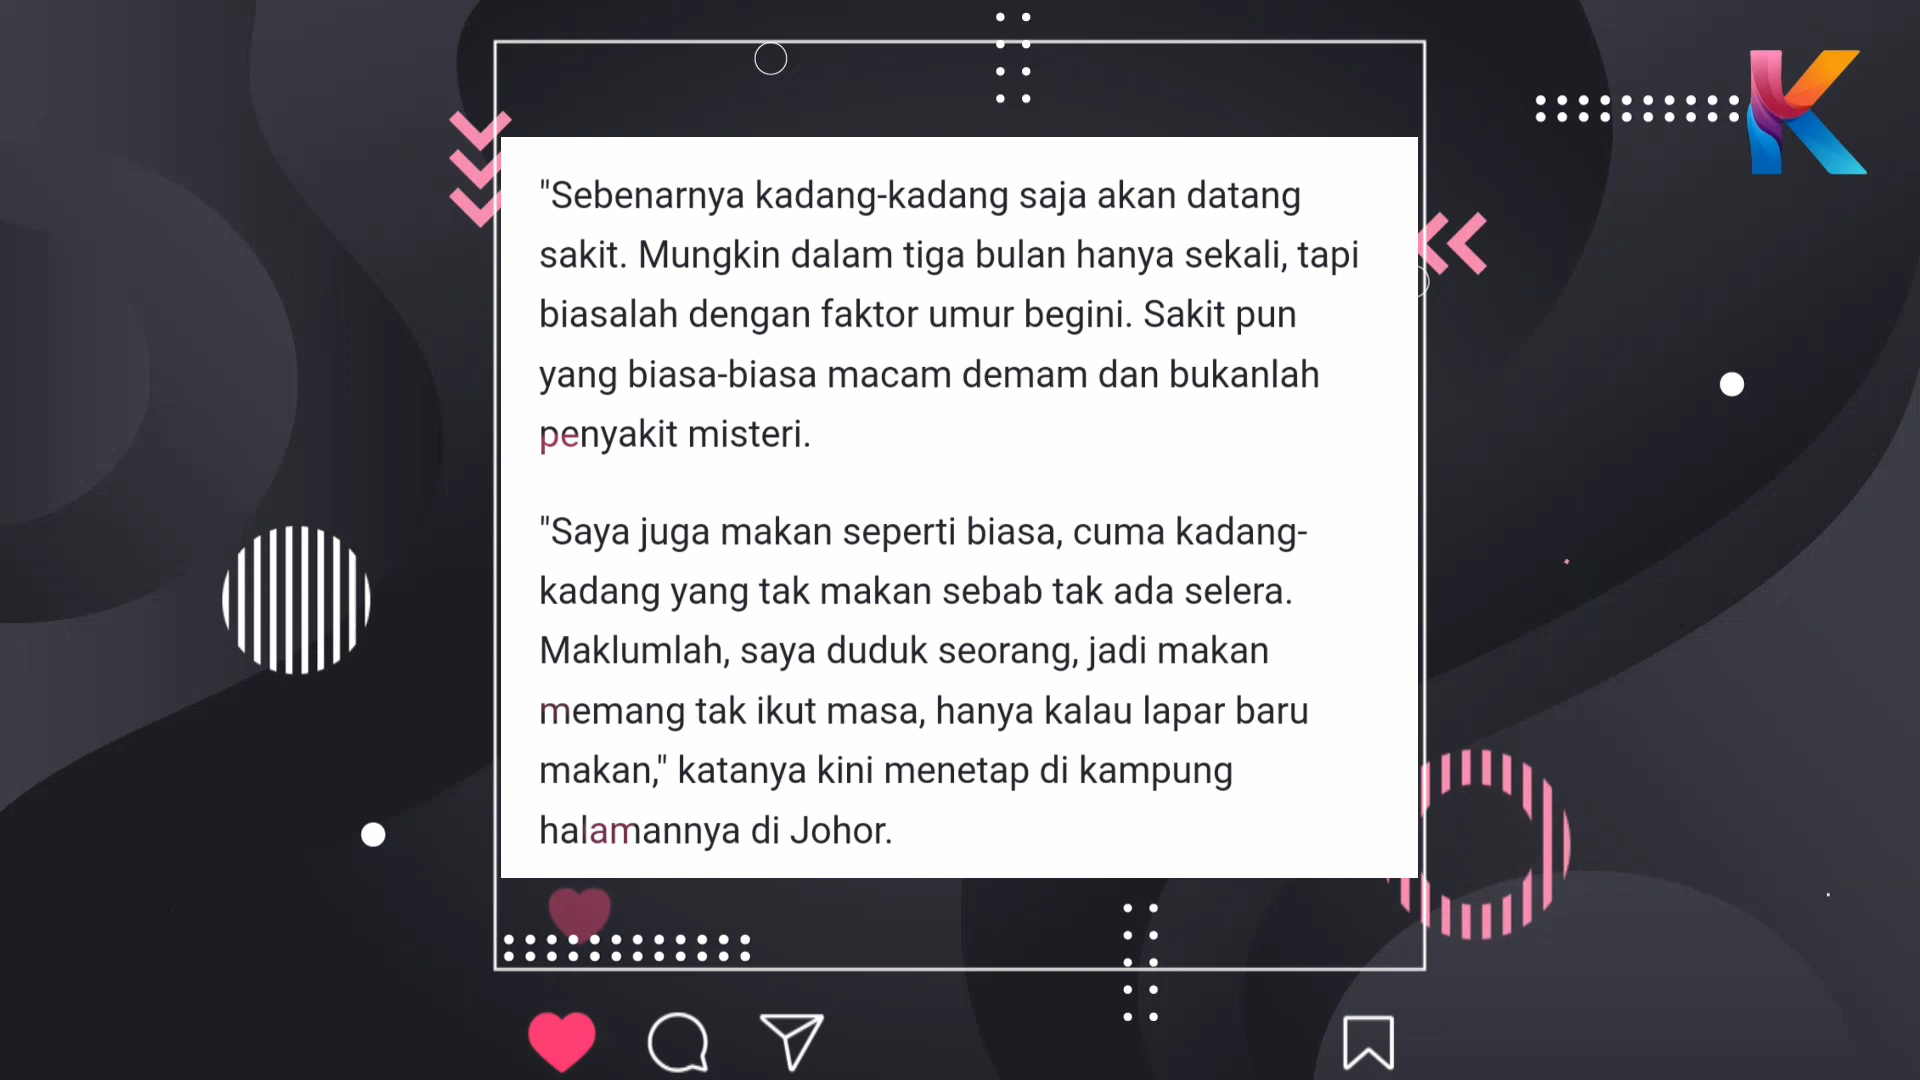 "Sebenarnya kadang-kadang saja akan datang
sakit. Mungkin dalam tiga bulan hanya sekali, tapi
biasalah dengan faktor umur begini. Sakit pun
yang biasa-biasa macam demam dan bukanlah
penyakit misteri.
"Saya juga makan seperti biasa, cuma kadang-
kadang yang tak makan sebab tak ada selera.
Maklumlah, saya duduk seorang, jadi makan
memang tak ikut masa, hanya kalau lapar baru
makan," katanya kini menetap di kampung
halamannya di Johor.
K